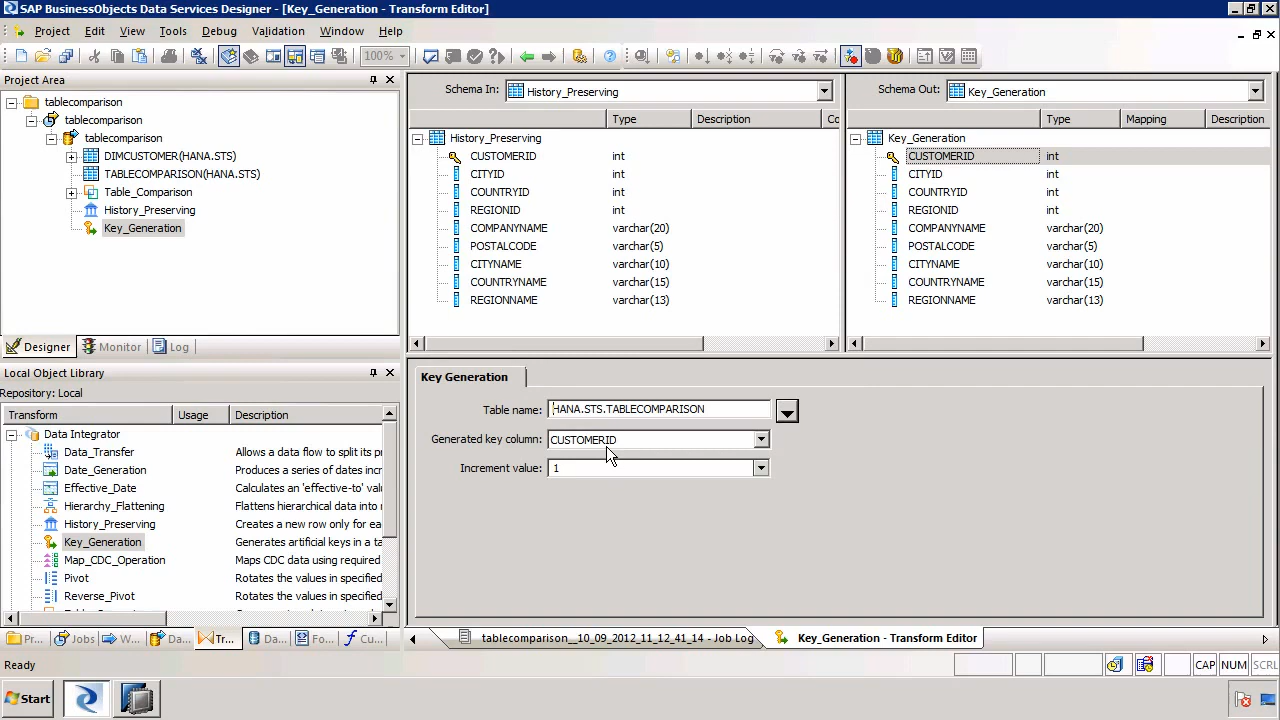 SAP BusinessObjects Data Services Designer - [Key_Generation - Transform Editor]
Project Edit View Tools Debug Validation Window Help
100%
Project Area
tablecomparison
tablecomparison
tablecomparison
DIMCUSTOMER(HANA.STS)
TABLECOMPARISON(HANA.STS)
Table_Comparison
History_Preserving
Key_Generation
Designer Monitor Log
Local Object Library
Repository: Local
Transform Usage Description
Data Integrator
Data_Transfer Allows a data flow to split its pr
Date_Generation Produces a series of dates incr
Effective_Date Calculates an 'effective-to' valu
Hierarchy_Flattening Flattens hierarchical data into r
History_Preserving Creates a new row only for ea
Key_Generation Generates artificial keys in a ta
Map_CDC_Operation Maps CDC data using required
Pivot Rotates the values in specified
Reverse_Pivot Rotates the values in specified
Pr... Jobs W... Da... Tr... Da... Fo... Cu...
Schema In: History_Preserving
Type Description Co
History_Preserving
CUSTOMERID int
CITYID int
COUNTRYID int
REGIONID int
COMPANYNAME varchar(20)
POSTALCODE varchar(5)
CITYNAME varchar(10)
COUNTRYNAME varchar(15)
REGIONNAME varchar(13)
Schema Out: Key_Generation
Type Mapping Description
Key_Generation
CUSTOMERID int
CITYID int
COUNTRYID int
REGIONID int
COMPANYNAME varchar(20)
POSTALCODE varchar(5)
CITYNAME varchar(10)
COUNTRYNAME varchar(15)
REGIONNAME varchar(13)
Key Generation
Table name: HANA.STS.TABLECOMPARISON
Generated key column: CUSTOMERID
Increment value: 1
tablecomparison__10_09_2012_11_12_41_14 - Job Log Key_Generation - Transform Editor
Ready CAP NUM SCRL
Start